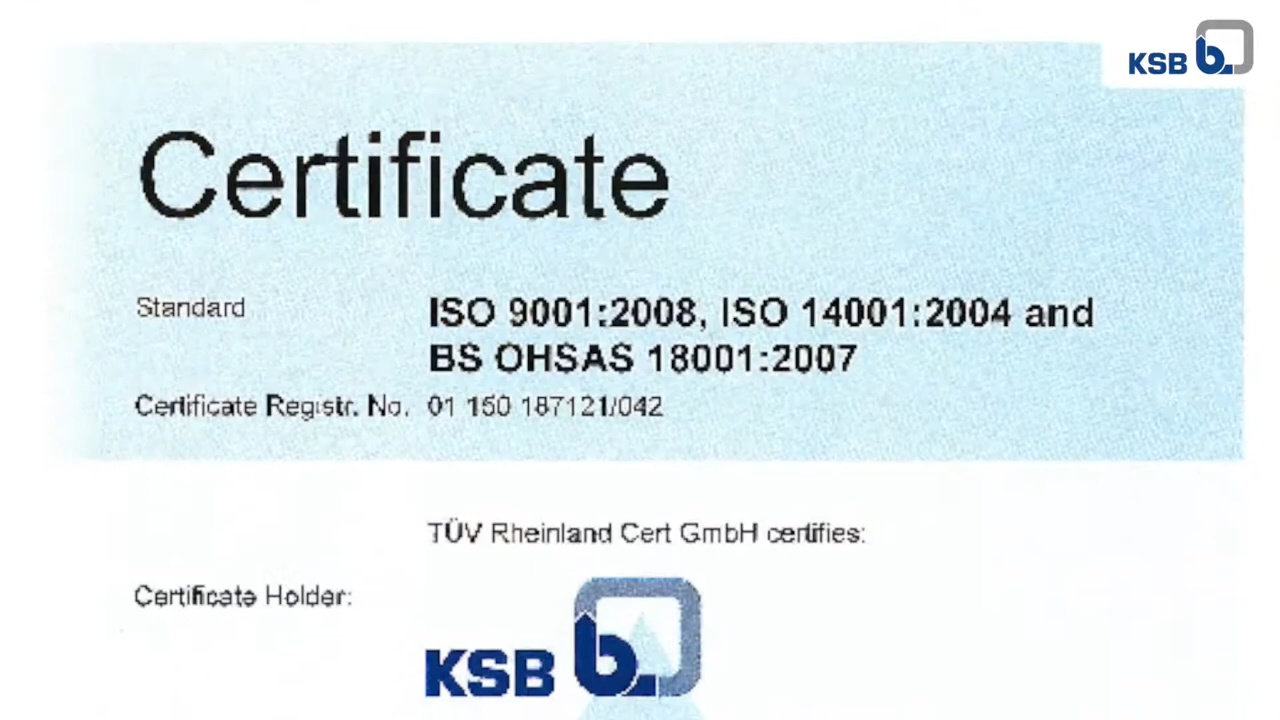 KSB b
Certificate
Standard ISO 9001:2008, ISO 14001:2004 and
BS OHSAS 18001:2007
Certificate Registr. No. 01 150 187121/042
TÜV Rheinland Cert GmbH certifies:
Certificate Holder:
KSB b